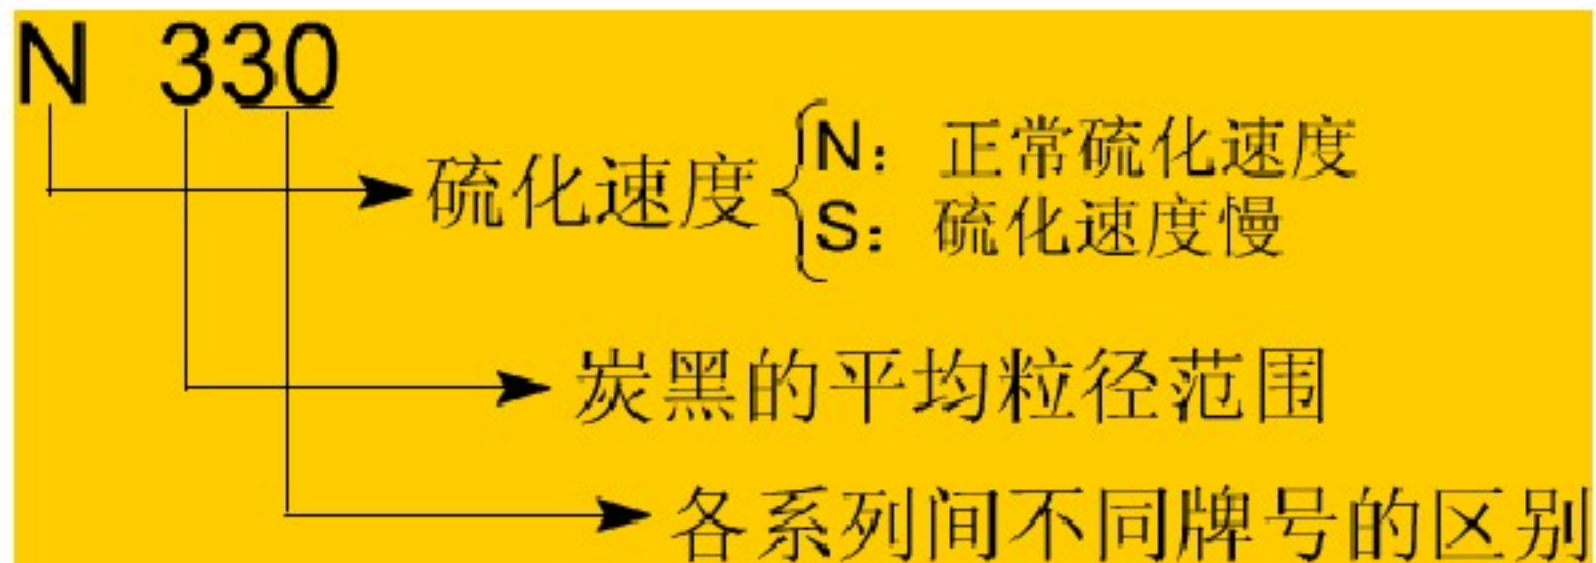 N 330
硫化速度
N：正常硫化速度
S：硫化速度慢
炭黑的平均粒径范围
各系列间不同牌号的区别